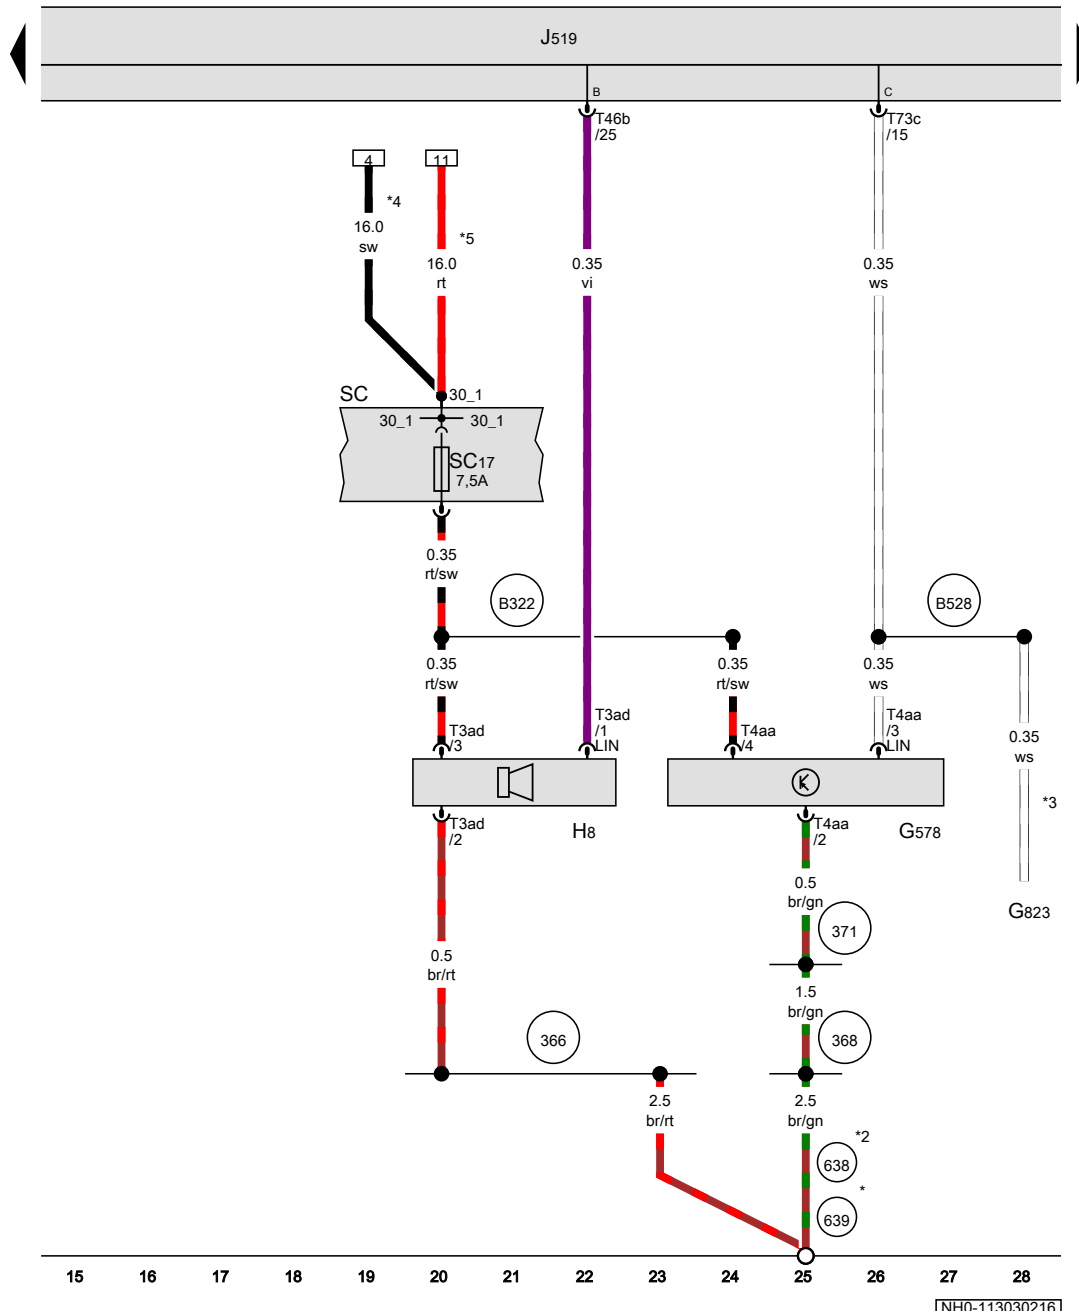 J519
B
C
T46b
/25
T73c
/15
4
11
*4
*5
16.0
sw
16.0
rt
0.35
vi
0.35
ws
SC
30_1
30_1
30_1
SC17
7,5A
0.35
rt/sw
B322
B528
0.35
rt/sw
0.35
rt/sw
0.35
ws
T3ad
/3
T3ad
/1
LIN
T4aa
/4
T4aa
/3
LIN
0.35
ws
*3
T3ad
/2
H8
T4aa
/2
G578
0.5
br/gn
G823
371
0.5
br/rt
1.5
br/gn
366
368
2.5
br/rt
2.5
br/gn
*2
638
*
639
15 16 17 18 19 20 21 22 23 24 25 26 27 28
NH0-113030216